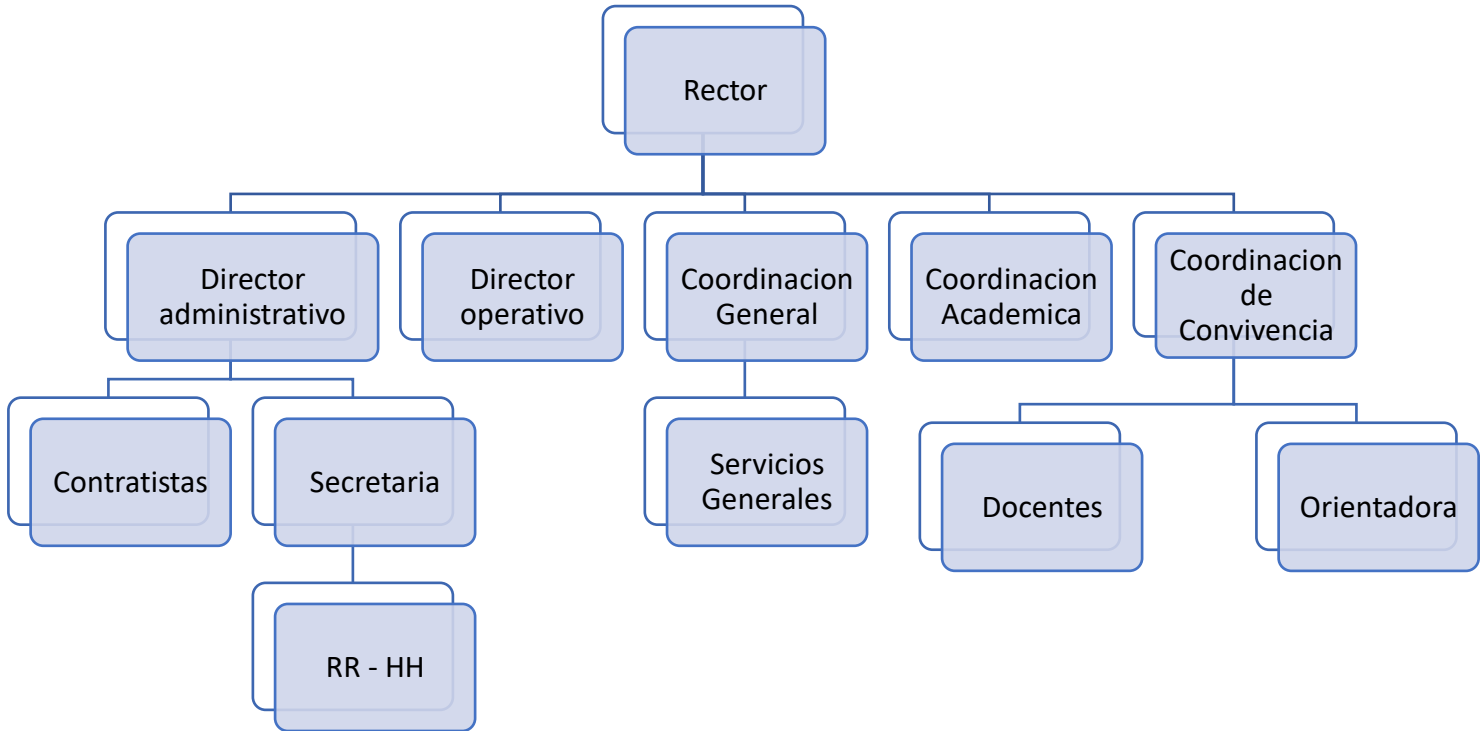 Rector
Director
administrativo
Director
operativo
Coordinacion
General
Coordinacion
Academica
Coordinacion
de
Convivencia
Contratistas
Secretaria
Servicios
Generales
Docentes
Orientadora
RR - HH